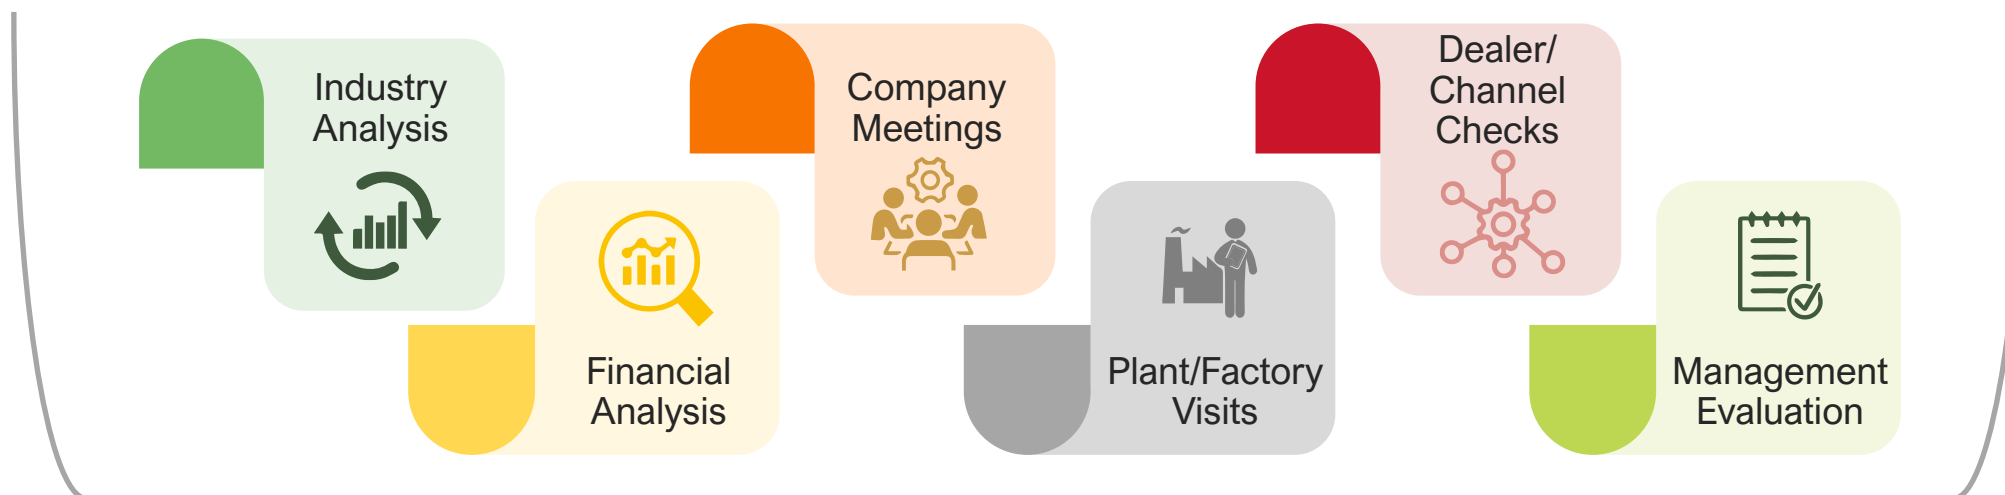 Industry
Analysis
Financial
Analysis
Company
Meetings
Plant/Factory
Visits
Dealer/
Channel
Checks
Management
Evaluation